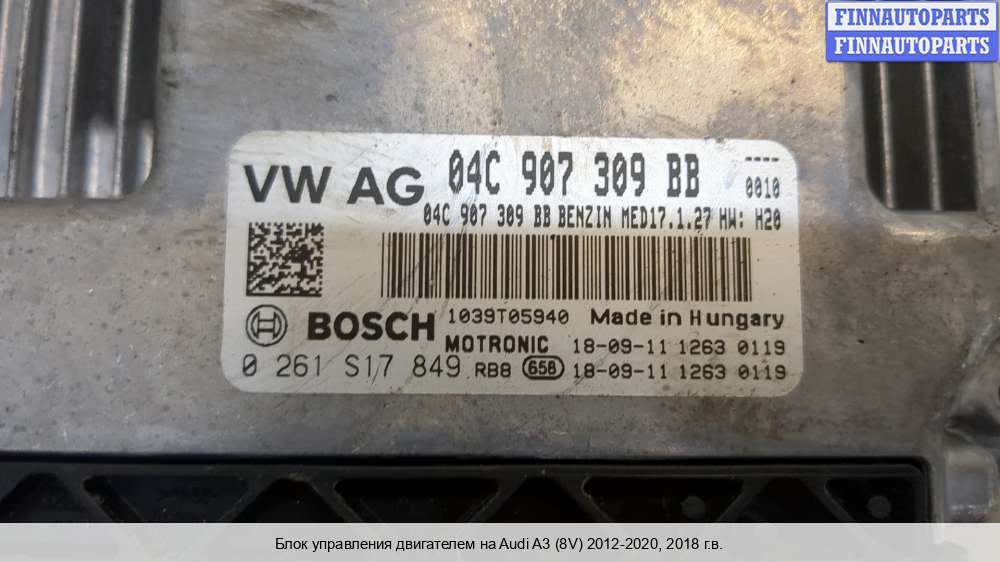 FINNAUTOPARTS
FINNAUTOPARTS
VW AG 04C 907 309 BB ----
0010
04C 907 309 BB BENZIN MED17.1.27 HW: H20
BOSCH 1039T05940 Made in Hungary
MOTRONIC 18-09-11 1263 0119
0 261 S17 849 RB8 65B 18-09-11 1263 0119
Блок управления двигателем на Audi A3 (8V) 2012-2020, 2018 г.в.